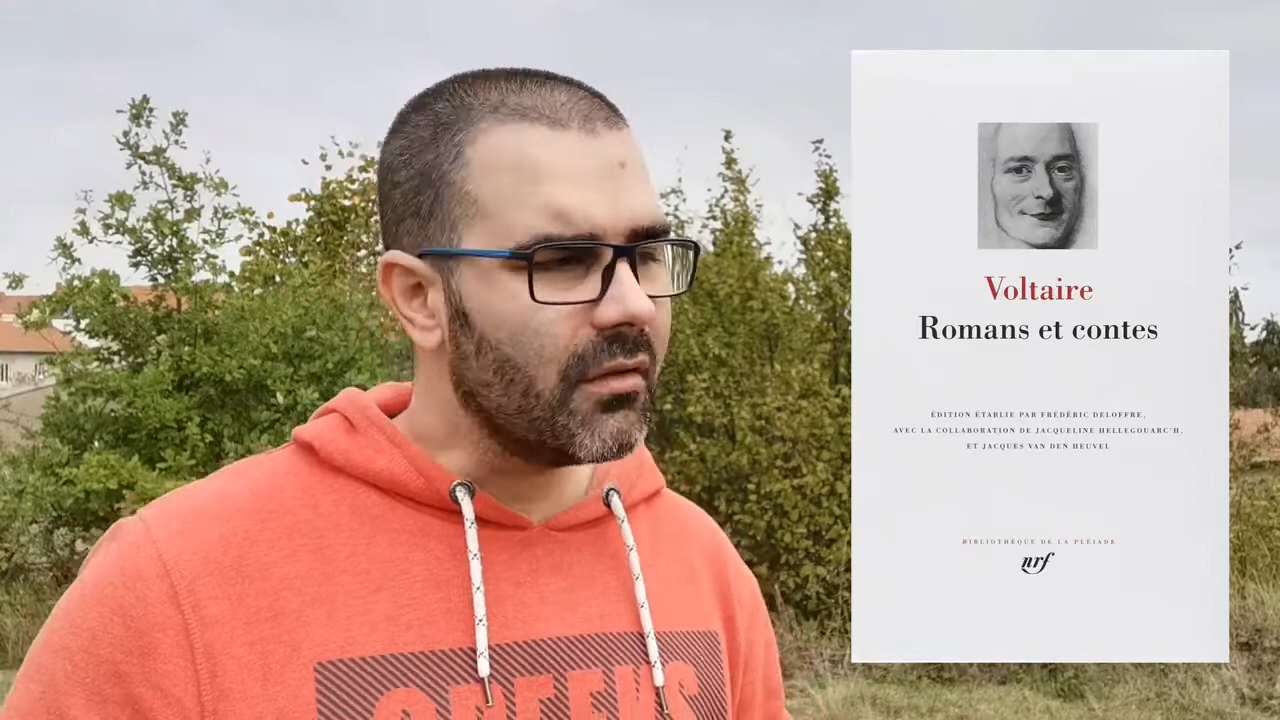 Voltaire
Romans et contes
ÉDITION ÉTABLIE PAR FRÉDÉRIC DELOFFRE,
AVEC LA COLLABORATION DE JACQUELINE HELLEGOUARC'H,
ET JACQUES VAN DEN HEUVEL
BIBLIOTHÈQUE DE LA PLÉIADE
nrf